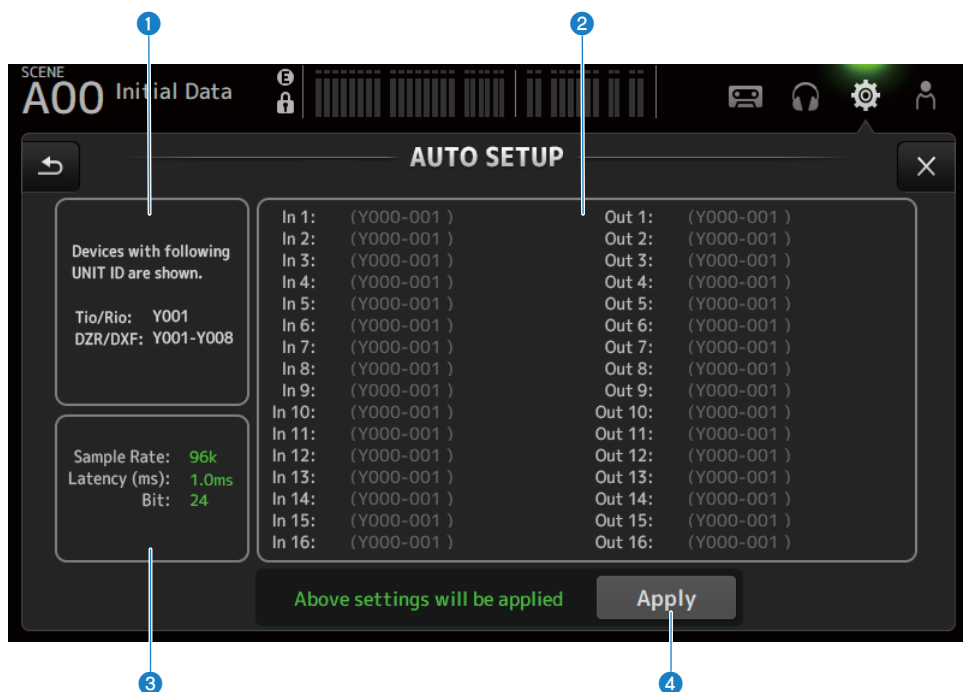 1
2
SCENE
A00 Initial Data
E
AUTO SETUP
Devices with following
UNIT ID are shown.
Tio/Rio: Y001
DZR/DXF: Y001-Y008
Sample Rate: 96k
Latency (ms): 1.0ms
Bit: 24
In 1: (Y000-001 ) Out 1: (Y000-001 )
In 2: (Y000-001 ) Out 2: (Y000-001 )
In 3: (Y000-001 ) Out 3: (Y000-001 )
In 4: (Y000-001 ) Out 4: (Y000-001 )
In 5: (Y000-001 ) Out 5: (Y000-001 )
In 6: (Y000-001 ) Out 6: (Y000-001 )
In 7: (Y000-001 ) Out 7: (Y000-001 )
In 8: (Y000-001 ) Out 8: (Y000-001 )
In 9: (Y000-001 ) Out 9: (Y000-001 )
In 10: (Y000-001 ) Out 10: (Y000-001 )
In 11: (Y000-001 ) Out 11: (Y000-001 )
In 12: (Y000-001 ) Out 12: (Y000-001 )
In 13: (Y000-001 ) Out 13: (Y000-001 )
In 14: (Y000-001 ) Out 14: (Y000-001 )
In 15: (Y000-001 ) Out 15: (Y000-001 )
In 16: (Y000-001 ) Out 16: (Y000-001 )
Above settings will be applied
Apply
3
4